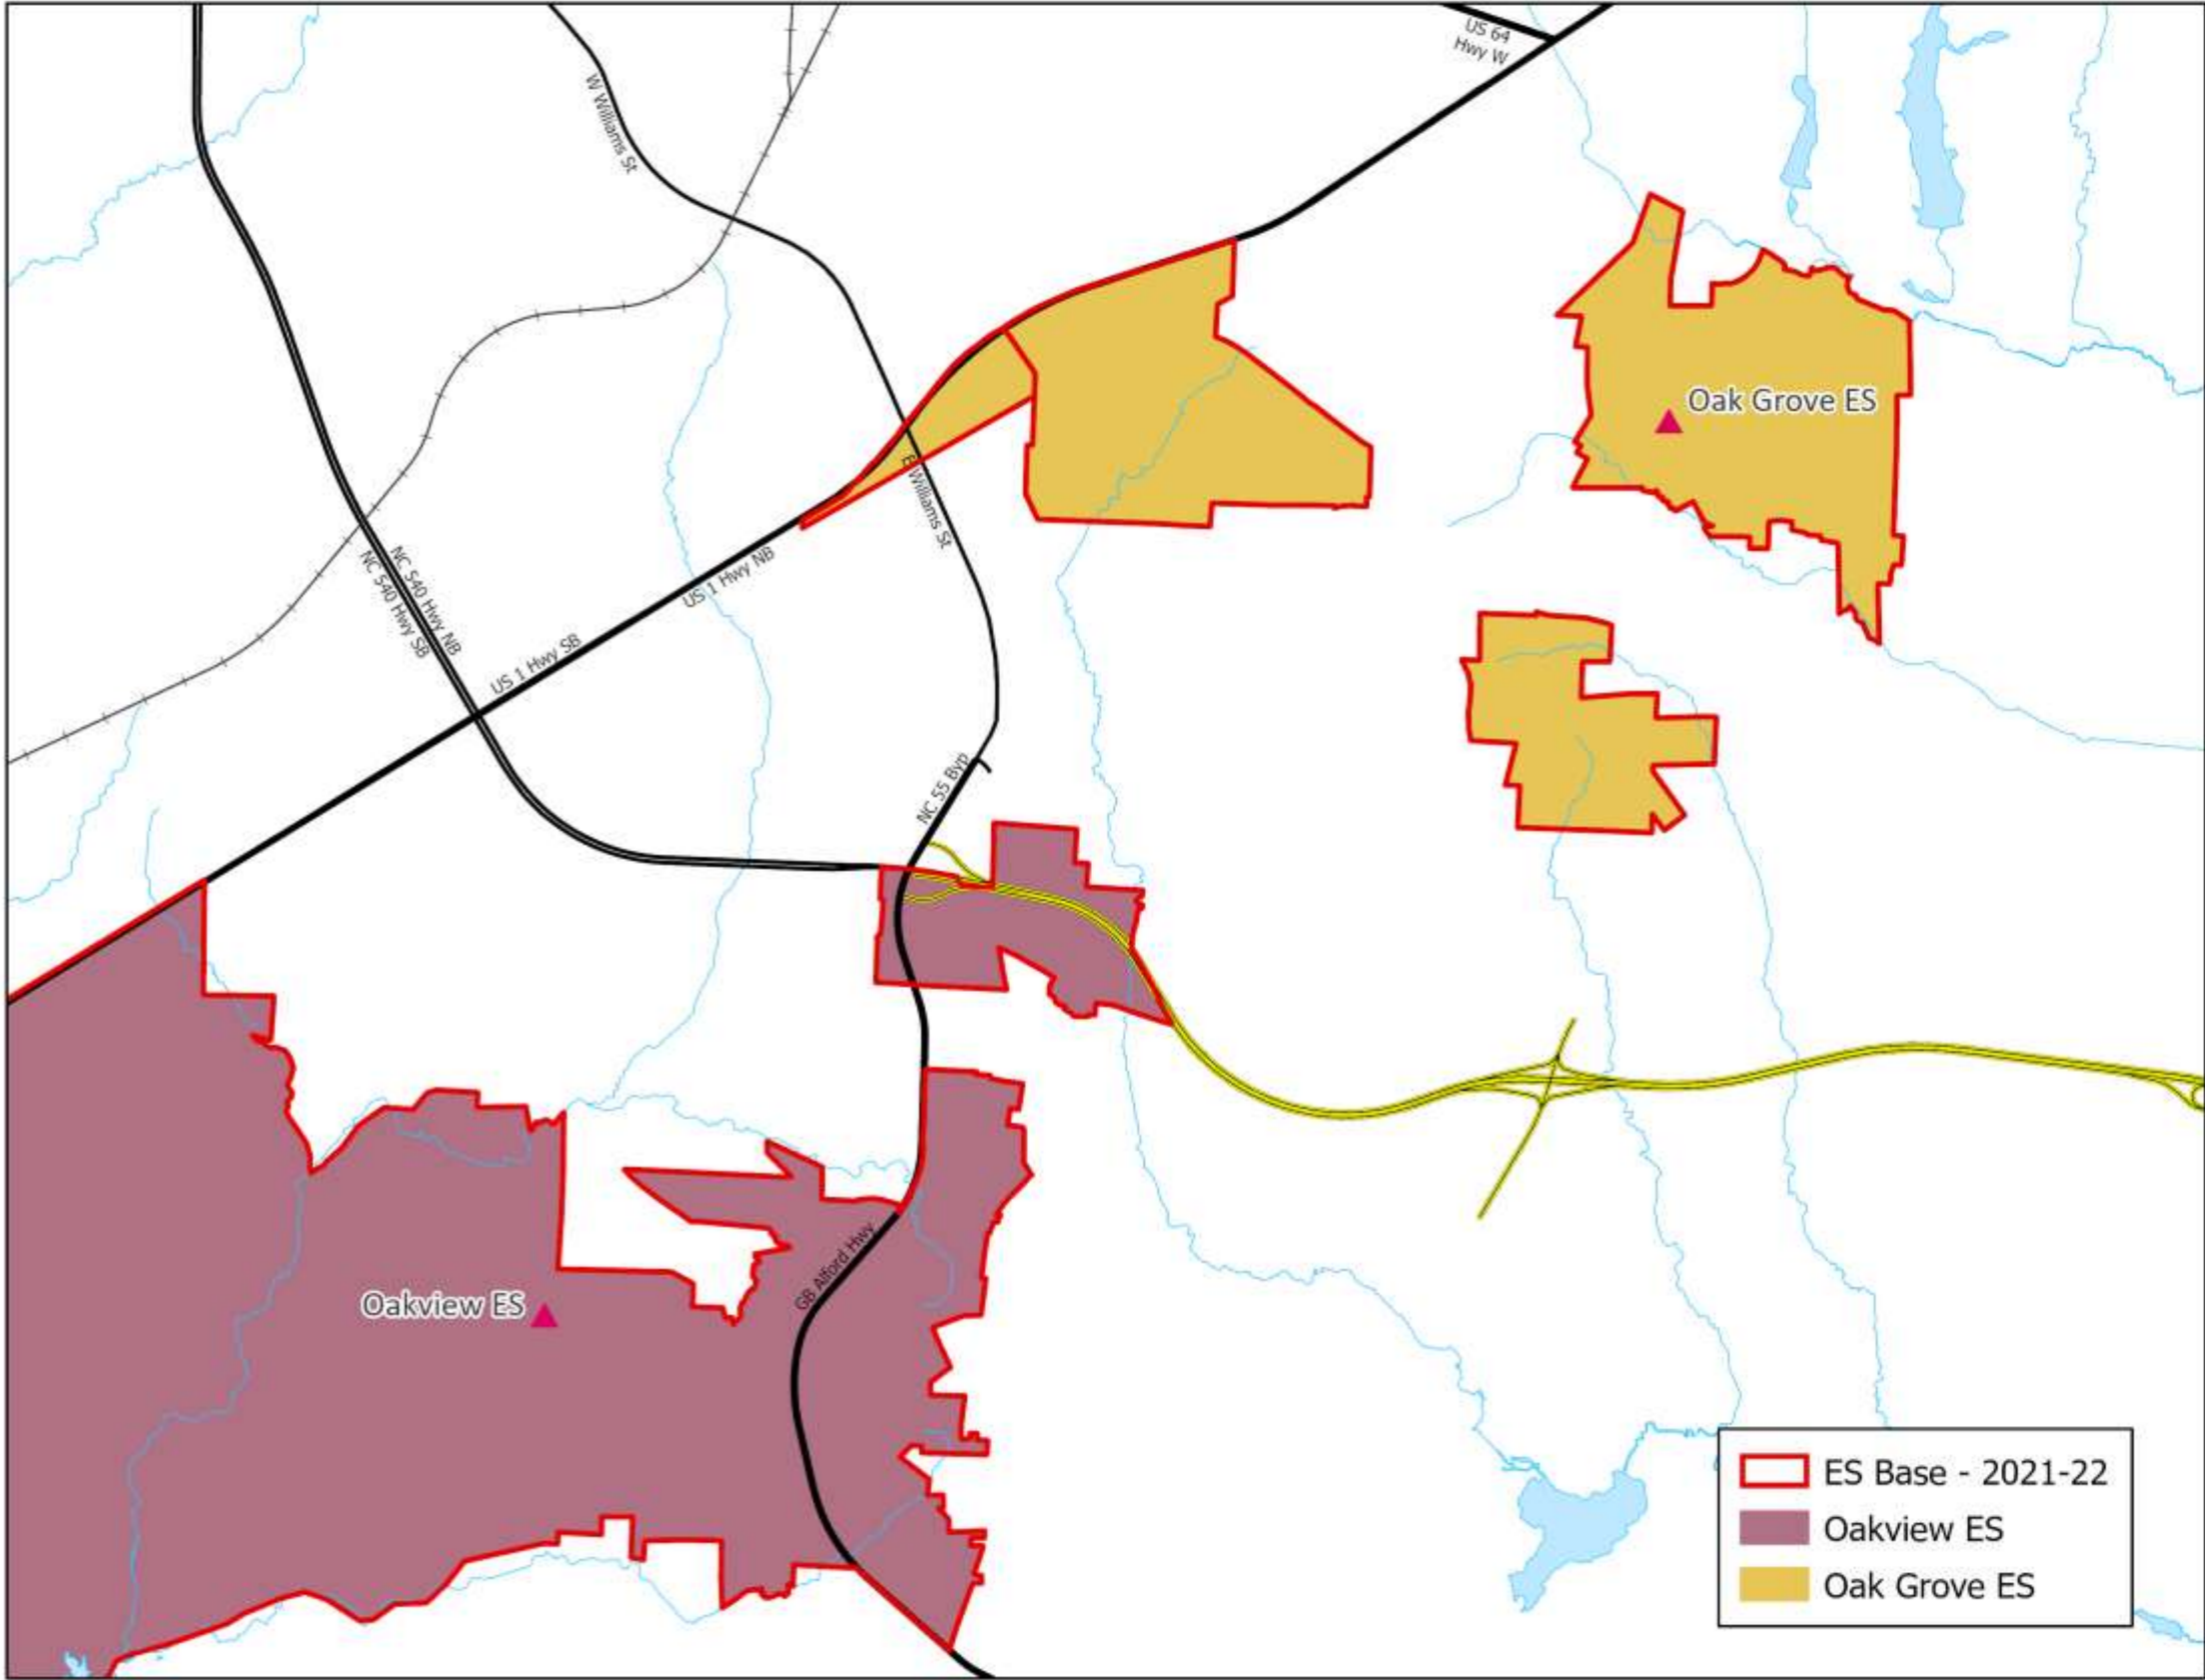 US 64
Hwy W
W Williams St
Oak Grove ES
E Williams St
NC 540 Hwy NB
NC 540 Hwy SB
US 1 Hwy NB
US 1 Hwy SB
NC 55 Byp
GB Alford Hwy
Oakview ES
ES Base - 2021-22
Oakview ES
Oak Grove ES